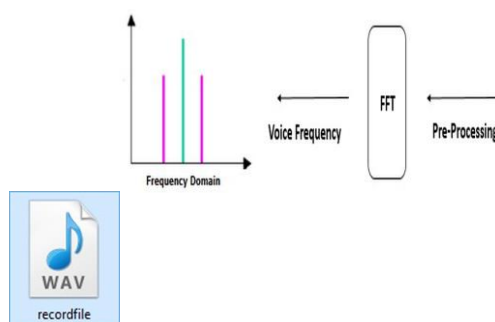 FFT
Voice Frequency
Pre-Processing
Frequency Domain
WAV
recordfile